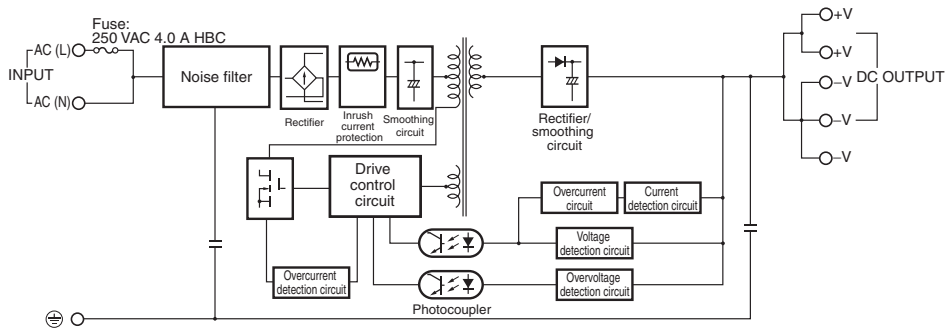 Fuse:
250 VAC 4.0 A HBC
AC (L)
INPUT
AC (N)
Noise filter
Rectifier
Inrush
current
protection
Smoothing
circuit
Rectifier/
smoothing
circuit
+V
+V
−V
DC OUTPUT
−V
−V
Drive
control
circuit
Overcurrent
circuit
Current
detection circuit
Voltage
detection circuit
Overcurrent
detection circuit
Overvoltage
detection circuit
Photocoupler